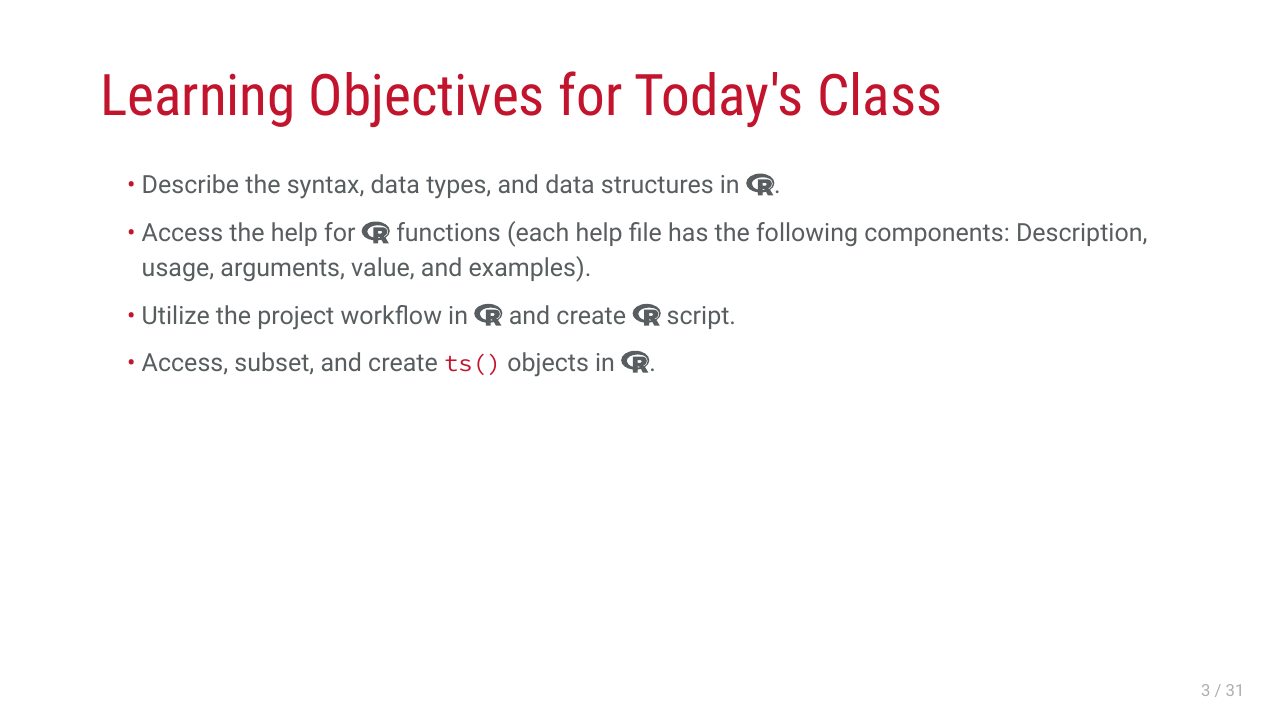 Learning Objectives for Today's Class
• Describe the syntax, data types, and data structures in R.
• Access the help for R functions (each help file has the following components: Description,
usage, arguments, value, and examples).
• Utilize the project workflow in R and create R script.
• Access, subset, and create ts() objects in R.
3 / 31